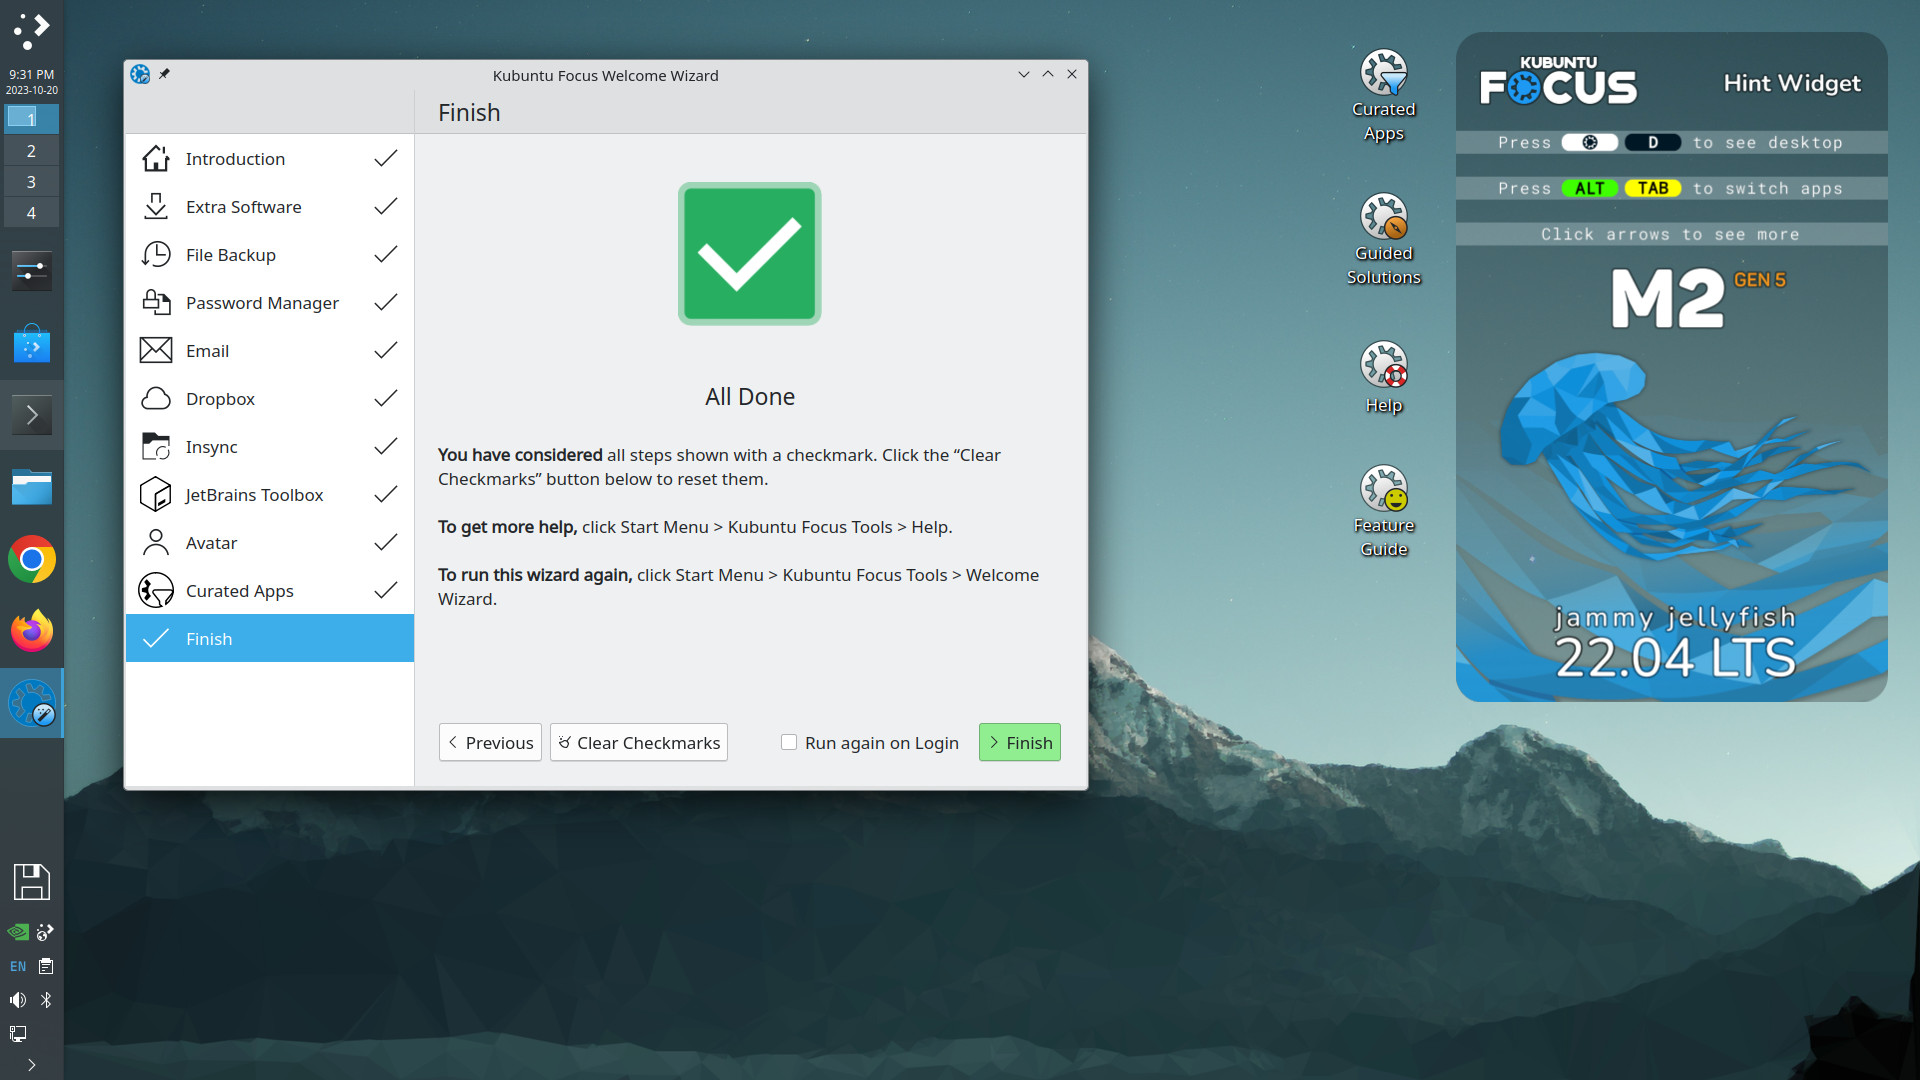 9:31 PM
2023-10-20
1
2
3
4
EN
Kubuntu Focus Welcome Wizard
Finish
Introduction
Extra Software
File Backup
Password Manager
Email
Dropbox
Insync
JetBrains Toolbox
Avatar
Curated Apps
Finish
All Done
You have considered all steps shown with a checkmark. Click the “Clear
Checkmarks” button below to reset them.
To get more help, click Start Menu > Kubuntu Focus Tools > Help.
To run this wizard again, click Start Menu > Kubuntu Focus Tools > Welcome
Wizard.
Previous
Clear Checkmarks
Run again on Login
Finish
Curated
Apps
Guided
Solutions
Help
Feature
Guide
KUBUNTU
FOCUS
Hint Widget
Press D to see desktop
Press ALT TAB to switch apps
Click arrows to see more
M2 GEN 5
jammy jellyfish
22.04 LTS